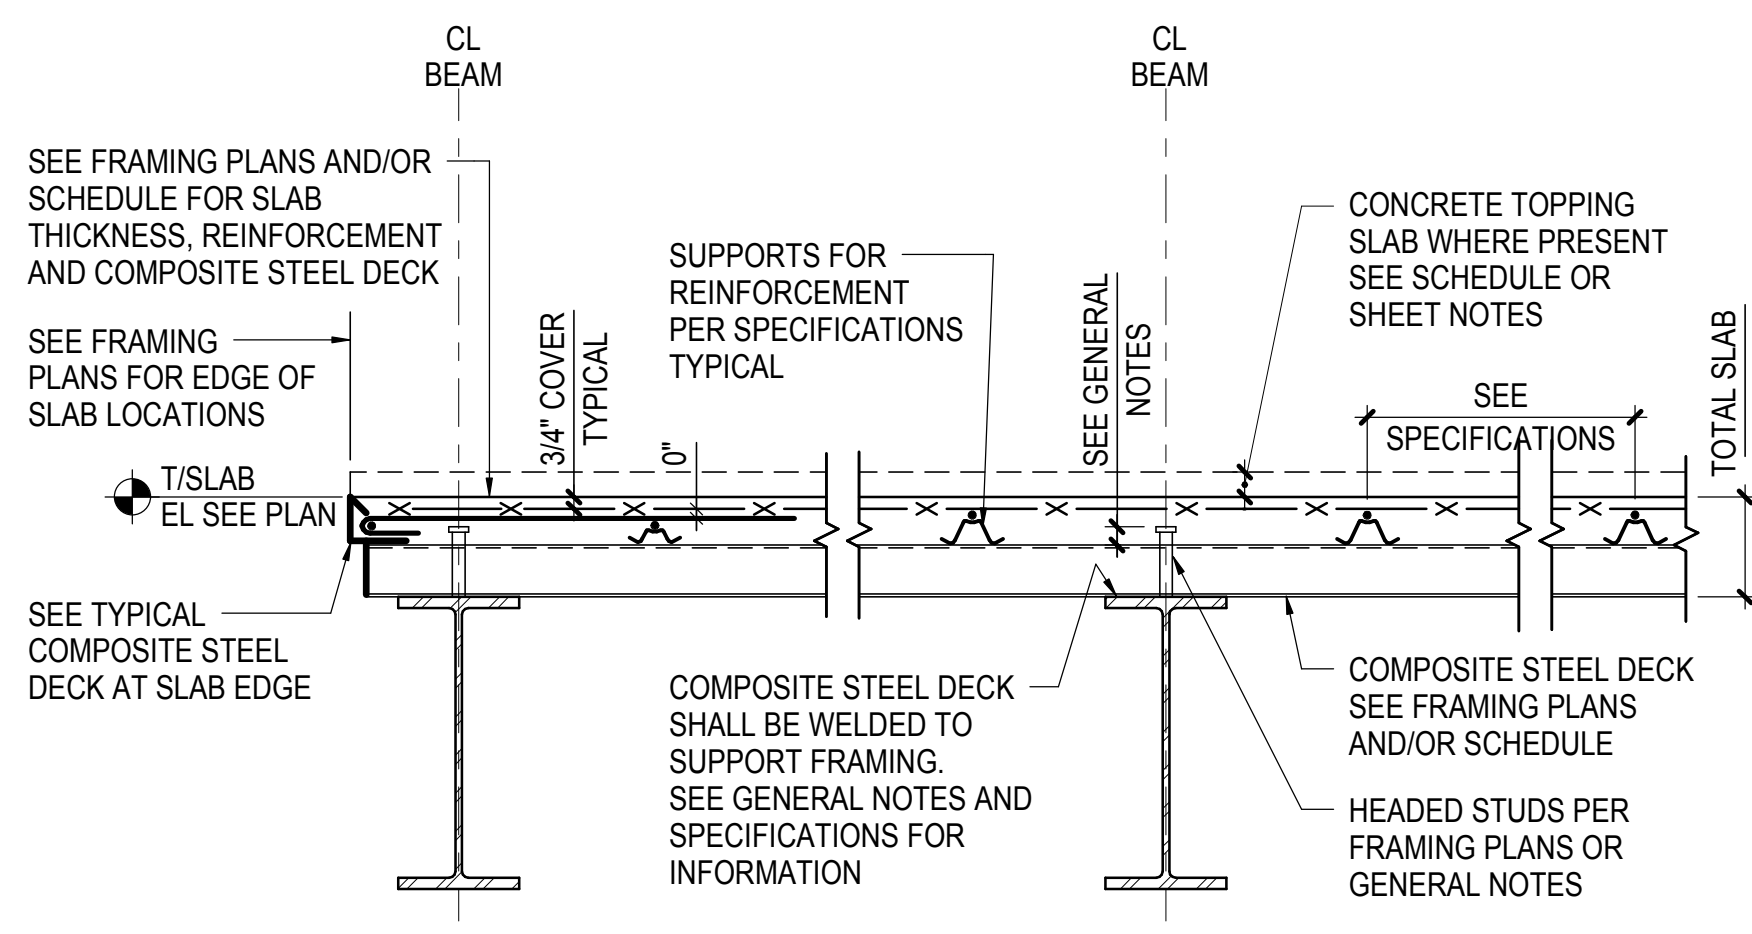 CL
BEAM
CL
BEAM
SEE FRAMING PLANS AND/OR
SCHEDULE FOR SLAB
THICKNESS, REINFORCEMENT
AND COMPOSITE STEEL DECK
SEE FRAMING
PLANS FOR EDGE OF
SLAB LOCATIONS
T/SLAB
EL SEE PLAN
SEE TYPICAL
COMPOSITE STEEL
DECK AT SLAB EDGE
3/4" COVER
TYPICAL
0"
SUPPORTS FOR
REINFORCEMENT
PER SPECIFICATIONS
TYPICAL
SEE GENERAL
NOTES
CONCRETE TOPPING
SLAB WHERE PRESENT
SEE SCHEDULE OR
SHEET NOTES
SEE
SPECIFICATIONS
TOTAL SLAB
COMPOSITE STEEL DECK
SHALL BE WELDED TO
SUPPORT FRAMING.
SEE GENERAL NOTES AND
SPECIFICATIONS FOR
INFORMATION
COMPOSITE STEEL DECK
SEE FRAMING PLANS
AND/OR SCHEDULE
HEADED STUDS PER
FRAMING PLANS OR
GENERAL NOTES